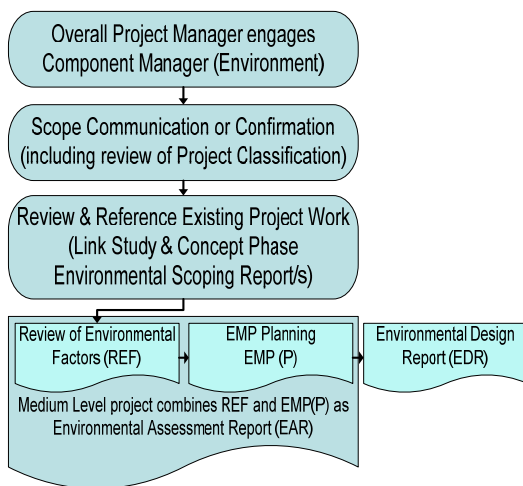 Overall Project Manager engages
Component Manager (Environment)
Scope Communication or Confirmation
(including review of Project Classification)
Review & Reference Existing Project Work
(Link Study & Concept Phase
Environmental Scoping Report/s)
Review of Environmental
Factors (REF)
EMP Planning
EMP (P)
Environmental Design
Report (EDR)
Medium Level project combines REF and EMP(P) as
Environmental Assessment Report (EAR)